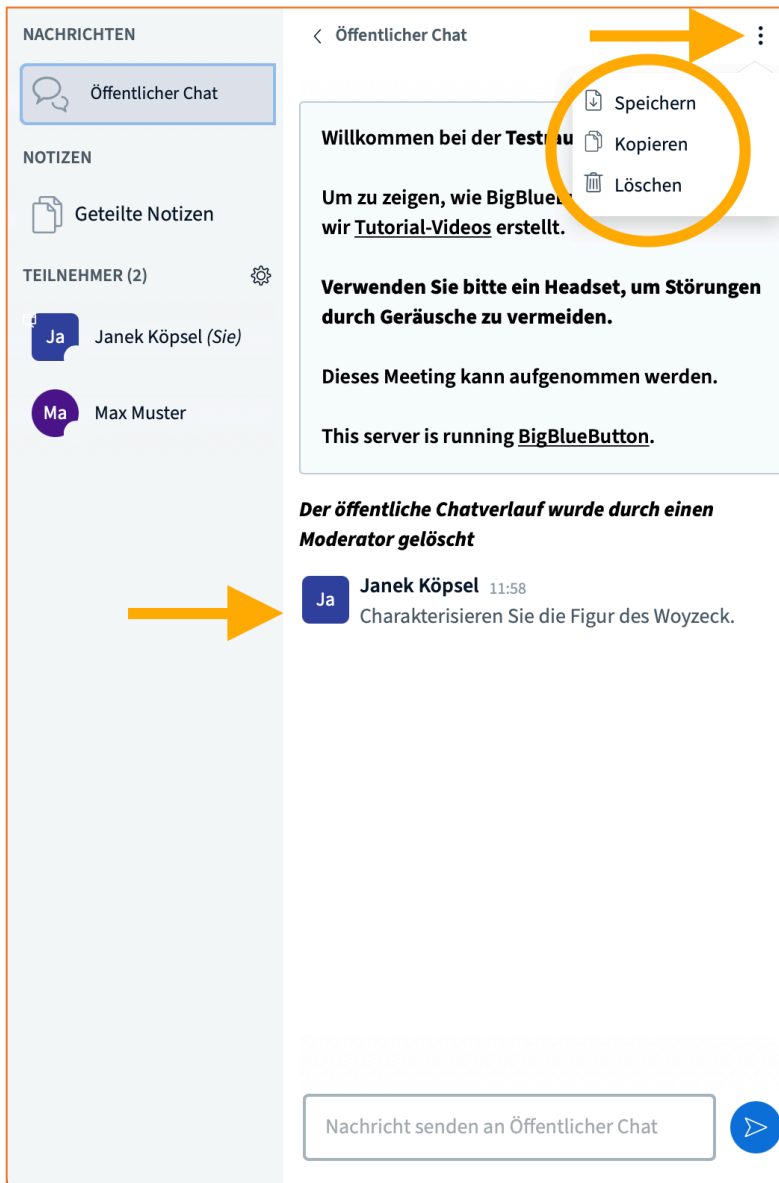 NACHRICHTEN
Öffentlicher Chat
NOTIZEN
Geteilte Notizen
TEILNEHMER (2)
Ja
Janek Köpsel (Sie)
Ma
Max Muster
Öffentlicher Chat
Speichern
Kopieren
Löschen
Willkommen bei der Testrau
Um zu zeigen, wie BigBlueB
wir Tutorial-Videos erstellt.
Verwenden Sie bitte ein Headset, um Störungen
durch Geräusche zu vermeiden.
Dieses Meeting kann aufgenommen werden.
This server is running BigBlueButton.
Der öffentliche Chatverlauf wurde durch einen
Moderator gelöscht
Ja
Janek Köpsel 11:58
Charakterisieren Sie die Figur des Woyzeck.
Nachricht senden an Öffentlicher Chat